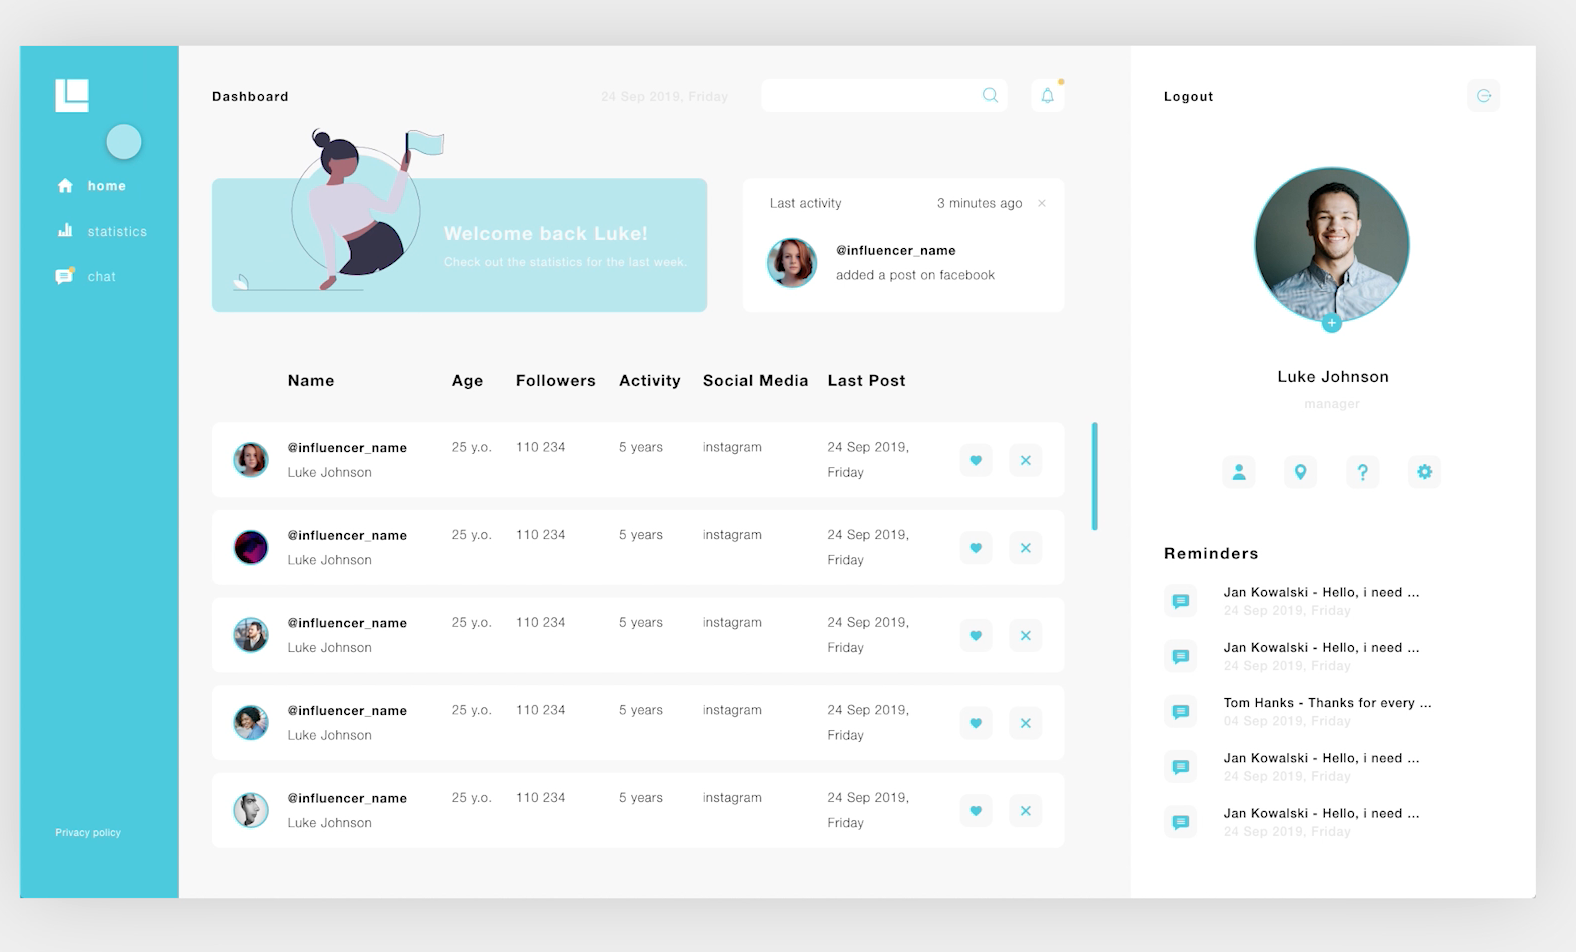 Dashboard
24 Sep 2019, Friday
Logout
home
statistics
chat
Privacy policy
Welcome back Luke!
Check out the statistics for the last week.
Last activity
3 minutes ago
@influencer_name
added a post on facebook
Name Age Followers Activity Social Media Last Post
@influencer_name 25 y.o. 110 234 5 years instagram 24 Sep 2019,
Luke Johnson Friday
@influencer_name 25 y.o. 110 234 5 years instagram 24 Sep 2019,
Luke Johnson Friday
@influencer_name 25 y.o. 110 234 5 years instagram 24 Sep 2019,
Luke Johnson Friday
@influencer_name 25 y.o. 110 234 5 years instagram 24 Sep 2019,
Luke Johnson Friday
@influencer_name 25 y.o. 110 234 5 years instagram 24 Sep 2019,
Luke Johnson Friday
Luke Johnson
manager
Reminders
Jan Kowalski - Hello, i need ...
24 Sep 2019, Friday
Jan Kowalski - Hello, i need ...
24 Sep 2019, Friday
Tom Hanks - Thanks for every ...
04 Sep 2019, Friday
Jan Kowalski - Hello, i need ...
24 Sep 2019, Friday
Jan Kowalski - Hello, i need ...
24 Sep 2019, Friday